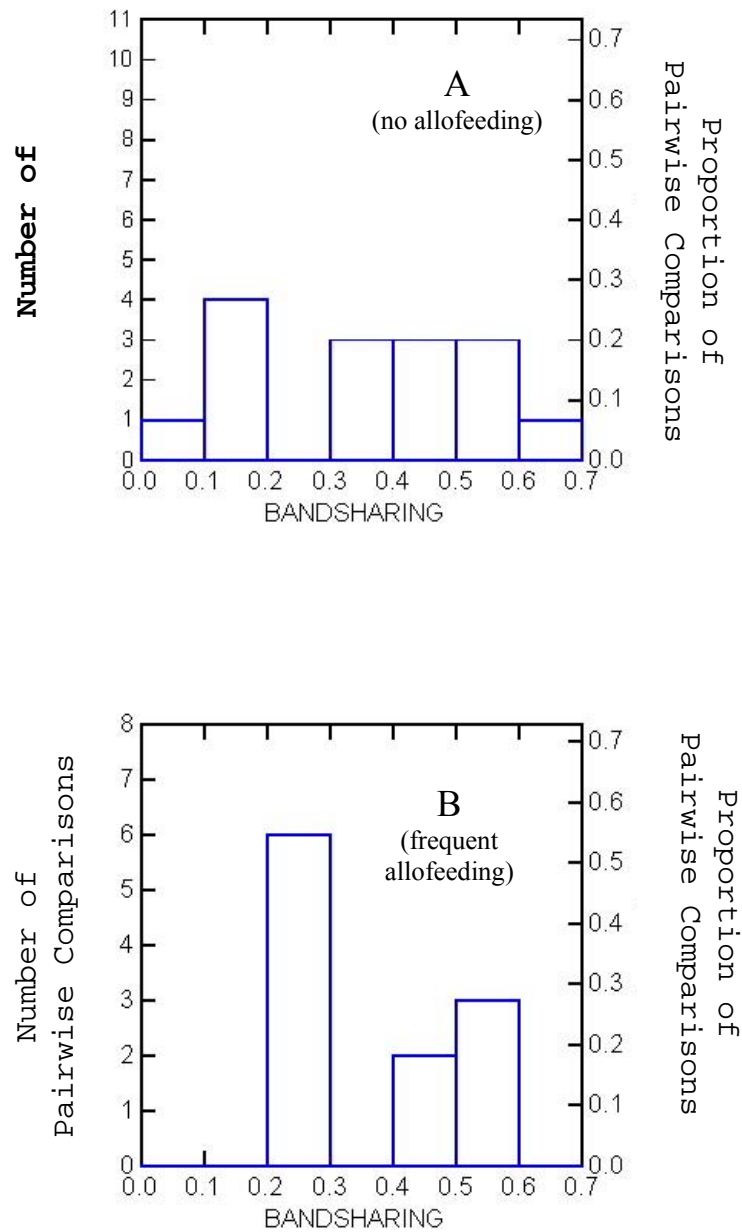 11
10
9
8
7
6
5
4
3
2
1
0
Number of
A
(no allofeeding)
0.7
0.6
0.5
0.4
0.3
0.2
0.1
0.0
Proportion of
Pairwise Comparisons
0.0 0.1 0.2 0.3 0.4 0.5 0.6 0.7
BANDSHARING
8
7
6
5
4
3
2
1
0
Number of
Pairwise Comparisons
B
(frequent
allofeeding)
0.7
0.6
0.5
0.4
0.3
0.2
0.1
0.0
Proportion of
Pairwise Comparisons
0.0 0.1 0.2 0.3 0.4 0.5 0.6 0.7
BANDSHARING